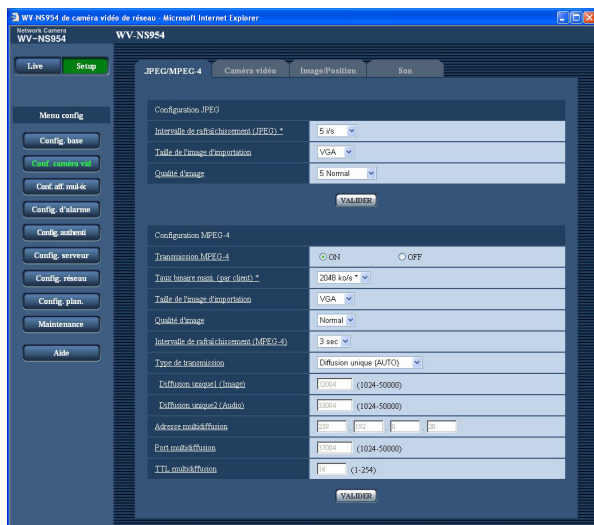 WV-NS954 de caméra vidéo de réseau - Microsoft Internet Explorer
Network Camera
WV-NS954
WV-NS954
Live
Setup
JPEG/MPEG-4
Caméra vidéo
Image/Position
Son
Menu config
Config. base
Conf. caméra vid
Conf. aff. mul-éc
Config. d'alarme
Config. authenti
Config. serveur
Config. réseau
Config. plan.
Maintenance
Aide
Configuration JPEG
Intervalle de rafraîchissement (JPEG) *
5 i/s
Taille de l'image d'importation
VGA
Qualité d'image
5 Normal
VALIDER
Configuration MPEG-4
Transmission MPEG-4
ON
OFF
Taux binaire maxi. (par client) *
2048 ko/s *
Taille de l'image d'importation
VGA
Qualité d'image
Normal
Intervalle de rafraîchissement (MPEG-4)
3 sec
Type de transmission
Diffusion unique (AUTO)
Diffusion unique1 (Image)
32004 (1024-50000)
Diffusion unique2 (Audio)
33004 (1024-50000)
Adresse multidiffusion
239 . 192 . 0 . 20
Port multidiffusion
37004 (1024-50000)
TTL multidiffusion
16 (1-254)
VALIDER